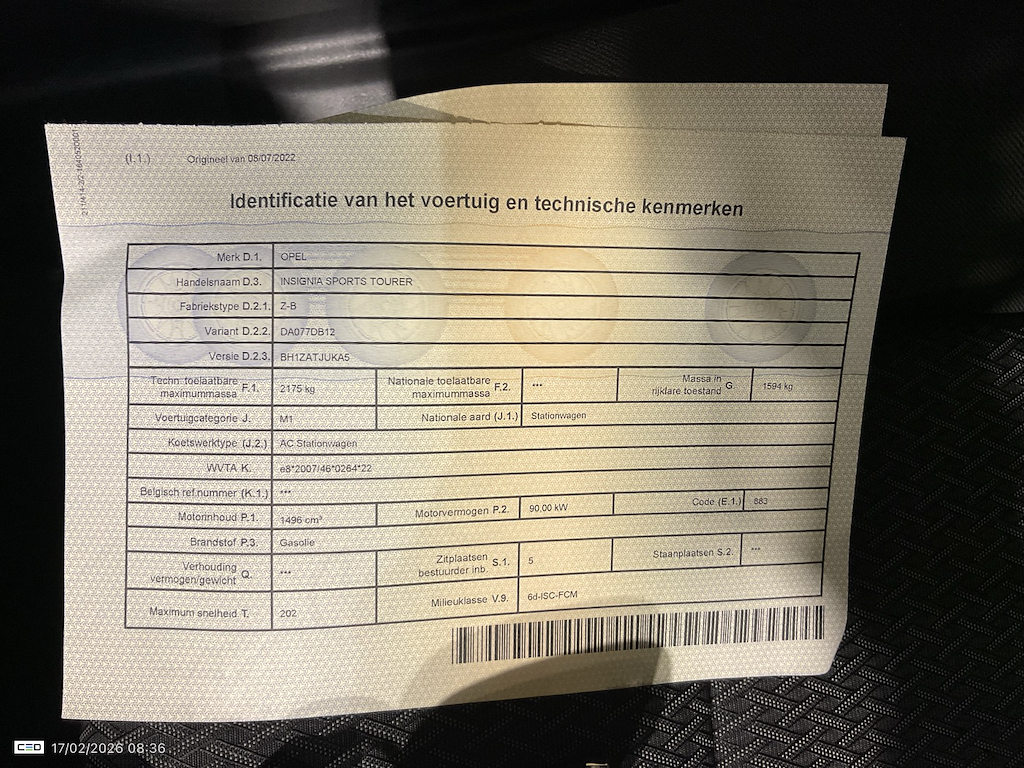 (I.1.) Origineel van 08/07/2022
Identificatie van het voertuig en technische kenmerken
Merk D.1. OPEL
Handelsnaam D.3. INSIGNIA SPORTS TOURER
Fabriekstype D.2.1. Z-B
Variant D.2.2. DA077DB12
Versie D.2.3. BH1ZATJUKA5
Techn. toelaatbare maximummassa F.1. 2175 kg Nationale toelaatbare maximummassa F.2. *** Massa in rijklare toestand G. 1594 kg
Voertuigcategorie J. M1 Nationale aard (J.1.) Stationwagen
Koetswerktype (J.2.) AC Stationwagen
WVTA K. e8*2007/46*0264*22
Belgisch ref.nummer (K.1.) ***
Motorinhoud P.1. 1496 cm³ Motorvermogen P.2. 90,00 kW Code (E.1.) 883
Brandstof P.3. Gasolie
Verhouding vermogen/gewicht Q. *** Zitplaatsen bestuurder inb. S.1. 5 Staanplaatsen S.2. ***
Maximum snelheid T. 202 Milieuklasse V.9. 6d-ISC-FCM
17/02/2026 08:36